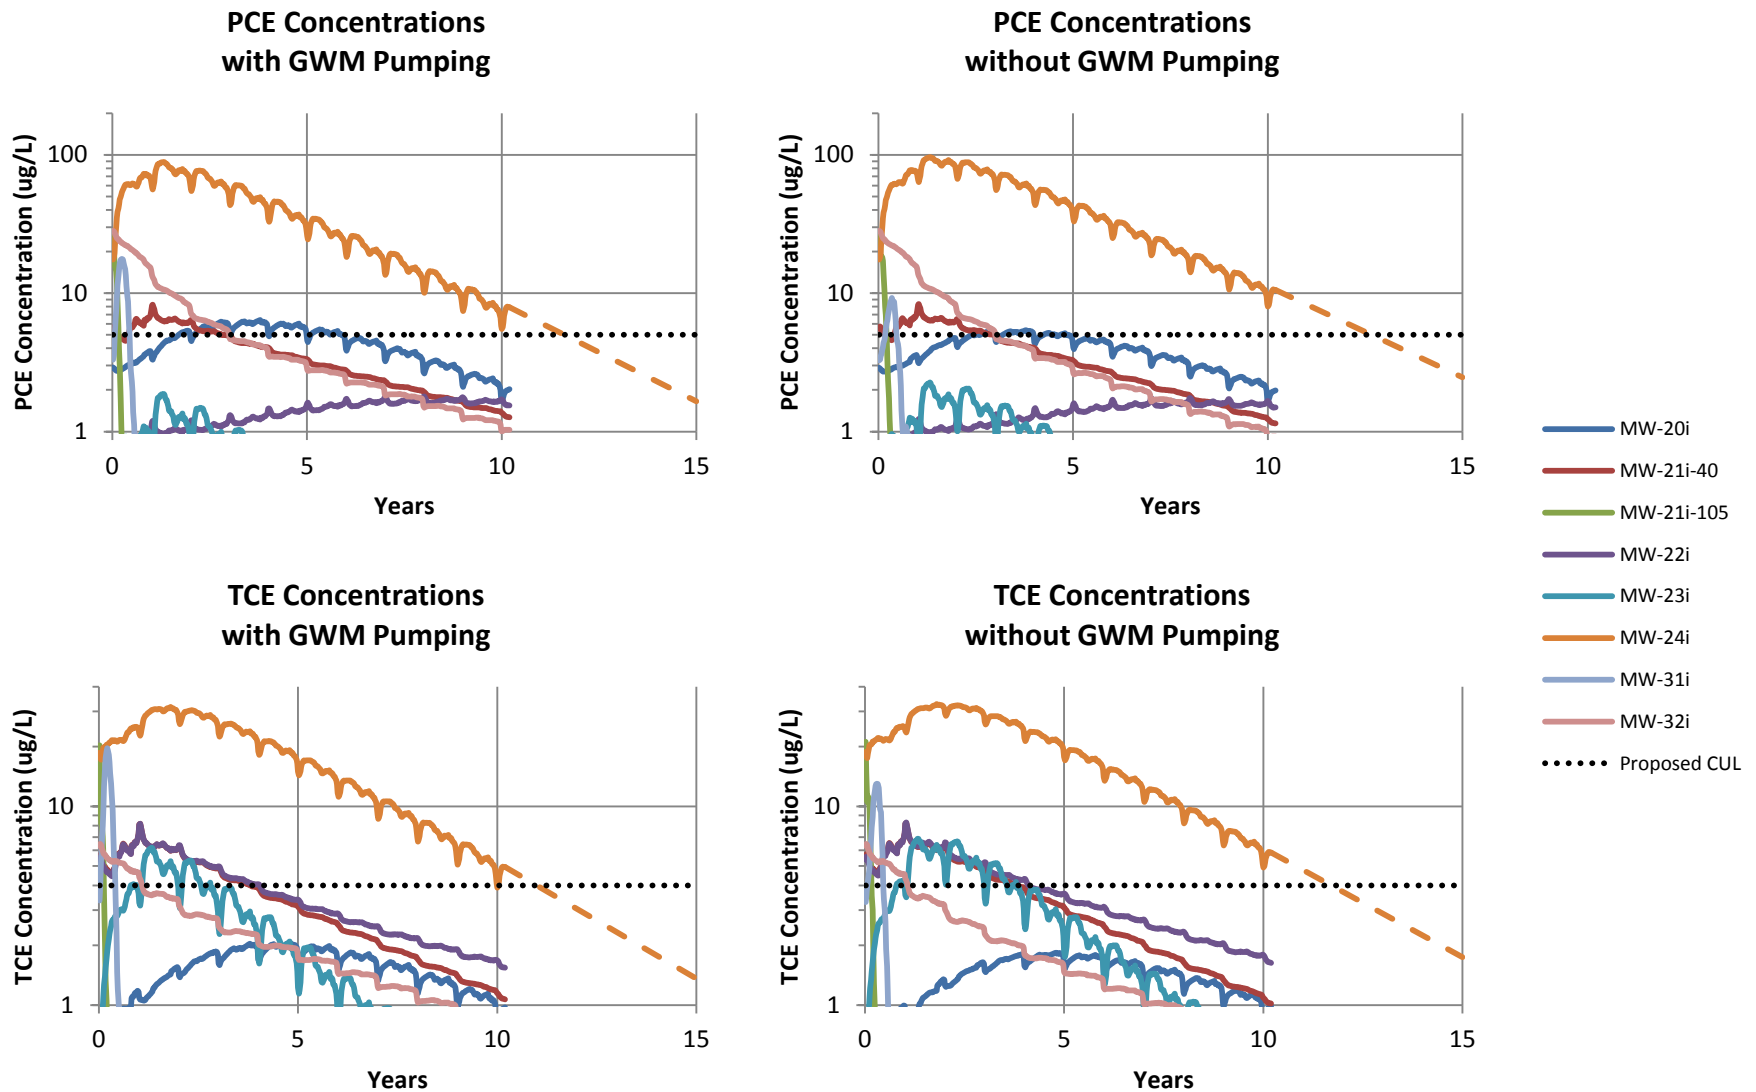 PCE Concentrations
with GWM Pumping
PCE Concentration (ug/L)
100
10
1
0
5
10
15
Years
PCE Concentrations
without GWM Pumping
PCE Concentration (ug/L)
100
10
1
0
5
10
15
Years
TCE Concentrations
with GWM Pumping
TCE Concentration (ug/L)
10
1
0
5
10
15
Years
TCE Concentrations
without GWM Pumping
TCE Concentration (ug/L)
10
1
0
5
10
15
Years
MW-20i
MW-21i-40
MW-21i-105
MW-22i
MW-23i
MW-24i
MW-31i
MW-32i
Proposed CUL